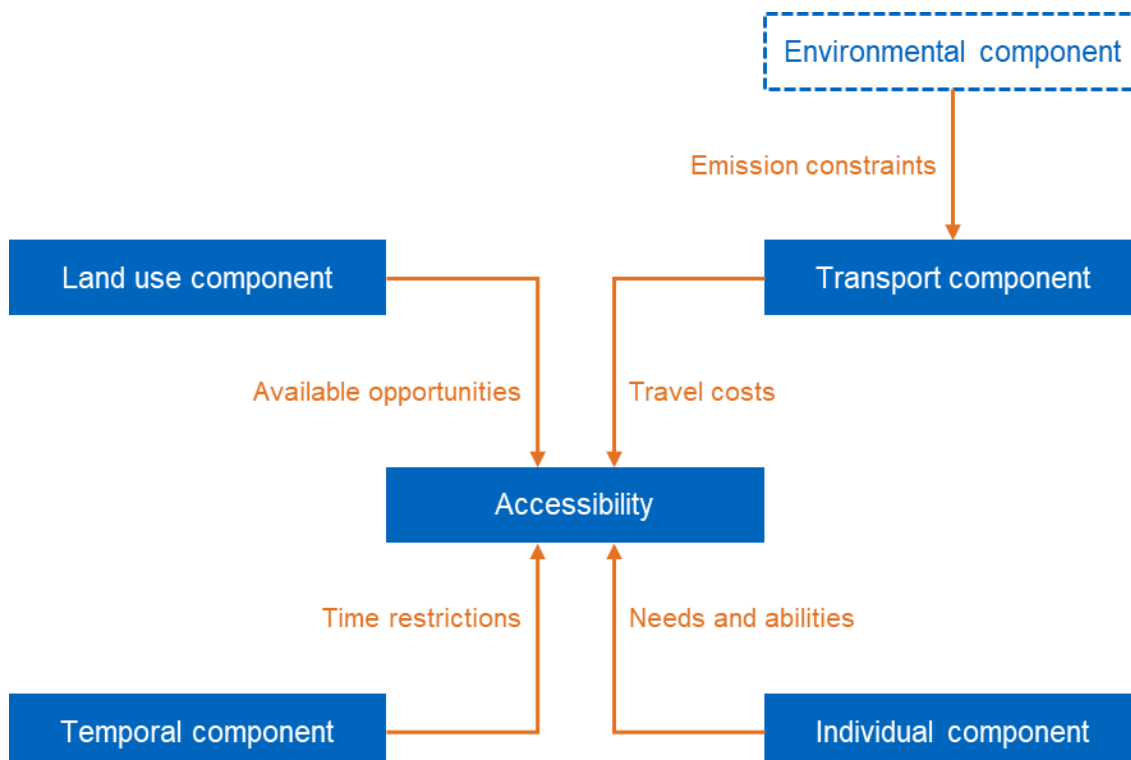 Environmental component
Emission constraints
Land use component
Transport component
Available opportunities
Travel costs
Accessibility
Time restrictions
Needs and abilities
Temporal component
Individual component